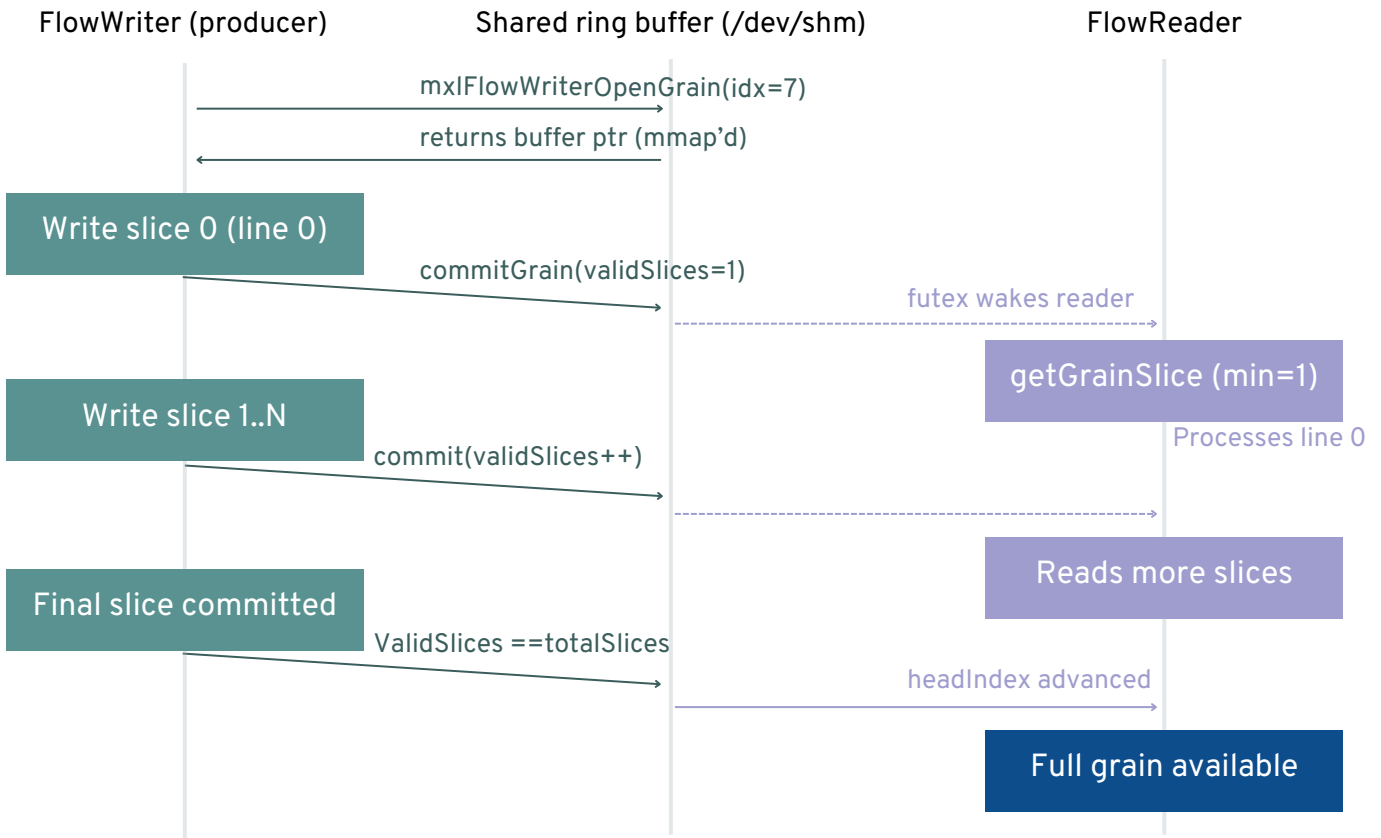 FlowWriter (producer)
Shared ring buffer (/dev/shm)
FlowReader
mxlFlowWriterOpenGrain(idx=7)
returns buffer ptr (mmap’d)
Write slice 0 (line 0)
commitGrain(validSlices=1)
futex wakes reader
getGrainSlice (min=1)
Write slice 1..N
Processes line 0
commit(validSlices++)
Reads more slices
Final slice committed
ValidSlices ==totalSlices
headIndex advanced
Full grain available